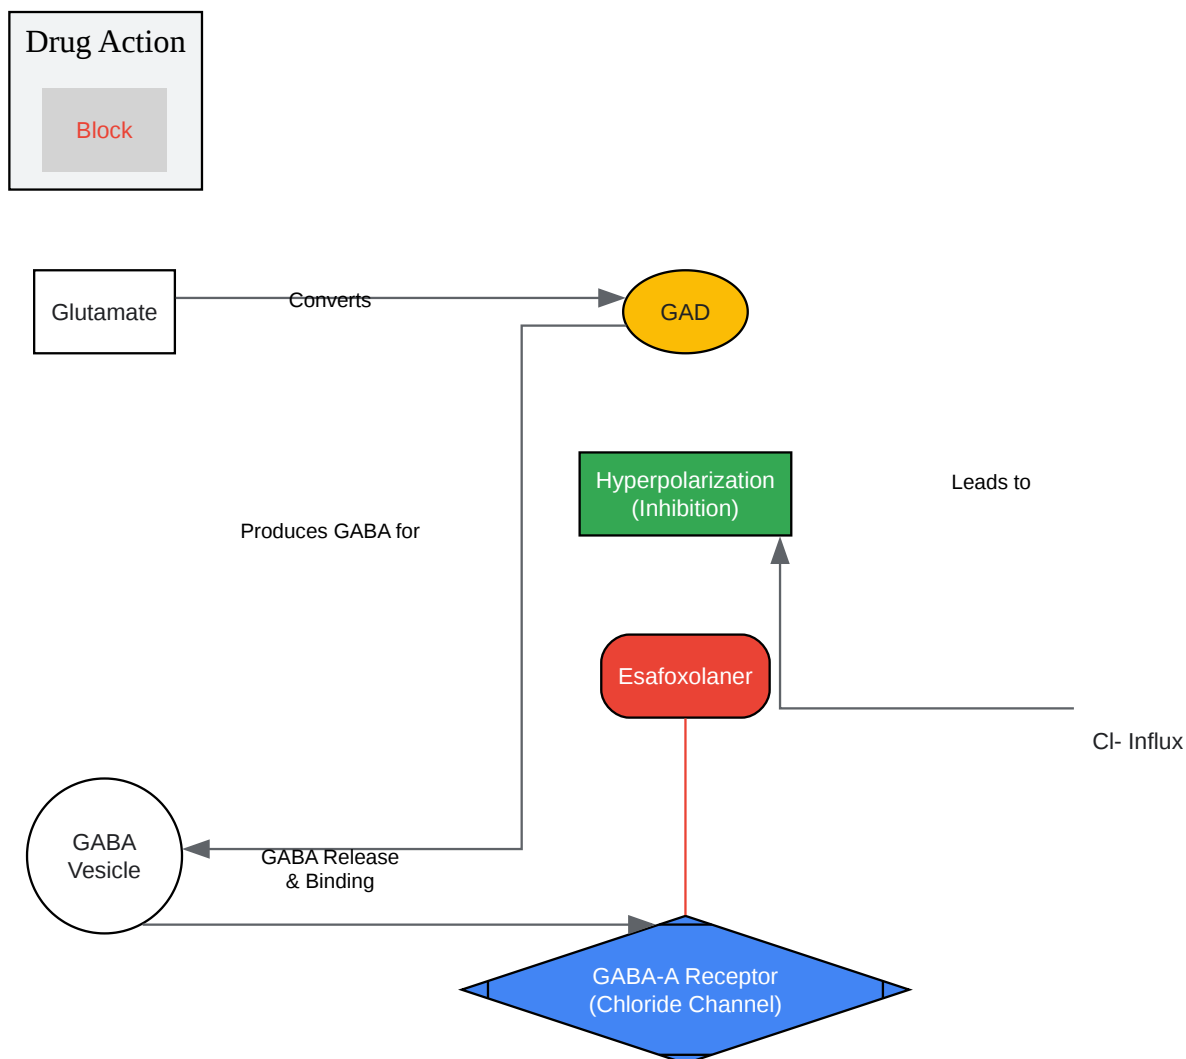 Drug Action
Block
Glutamate
Converts
GAD
Hyperpolarization
(Inhibition)
Leads to
Produces GABA for
Esafoxolaner
Cl- Influx
GABA
Vesicle
GABA Release
& Binding
GABA-A Receptor
(Chloride Channel)